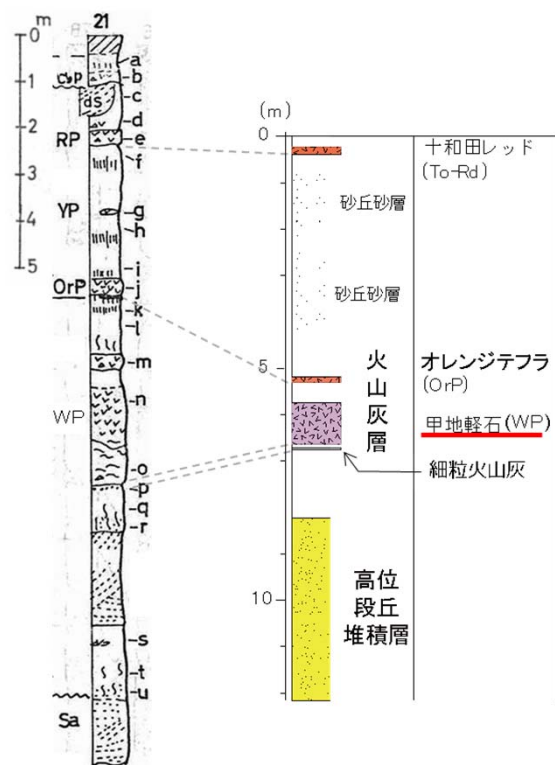 m
21
0
1
2
3
4
5
CbP
RP
YP
OrP
WP
Sa
ds
a
b
c
d
e
f
g
h
i
j
k
l
m
n
o
p
q
r
s
t
u
(m)
0
5
10
砂丘砂層
砂丘砂層
火山灰層
高位
段丘
堆積層
十和田レッド
(To-Rd)
オレンジテフラ
(OrP)
甲地軽石(WP)
細粒火山灰